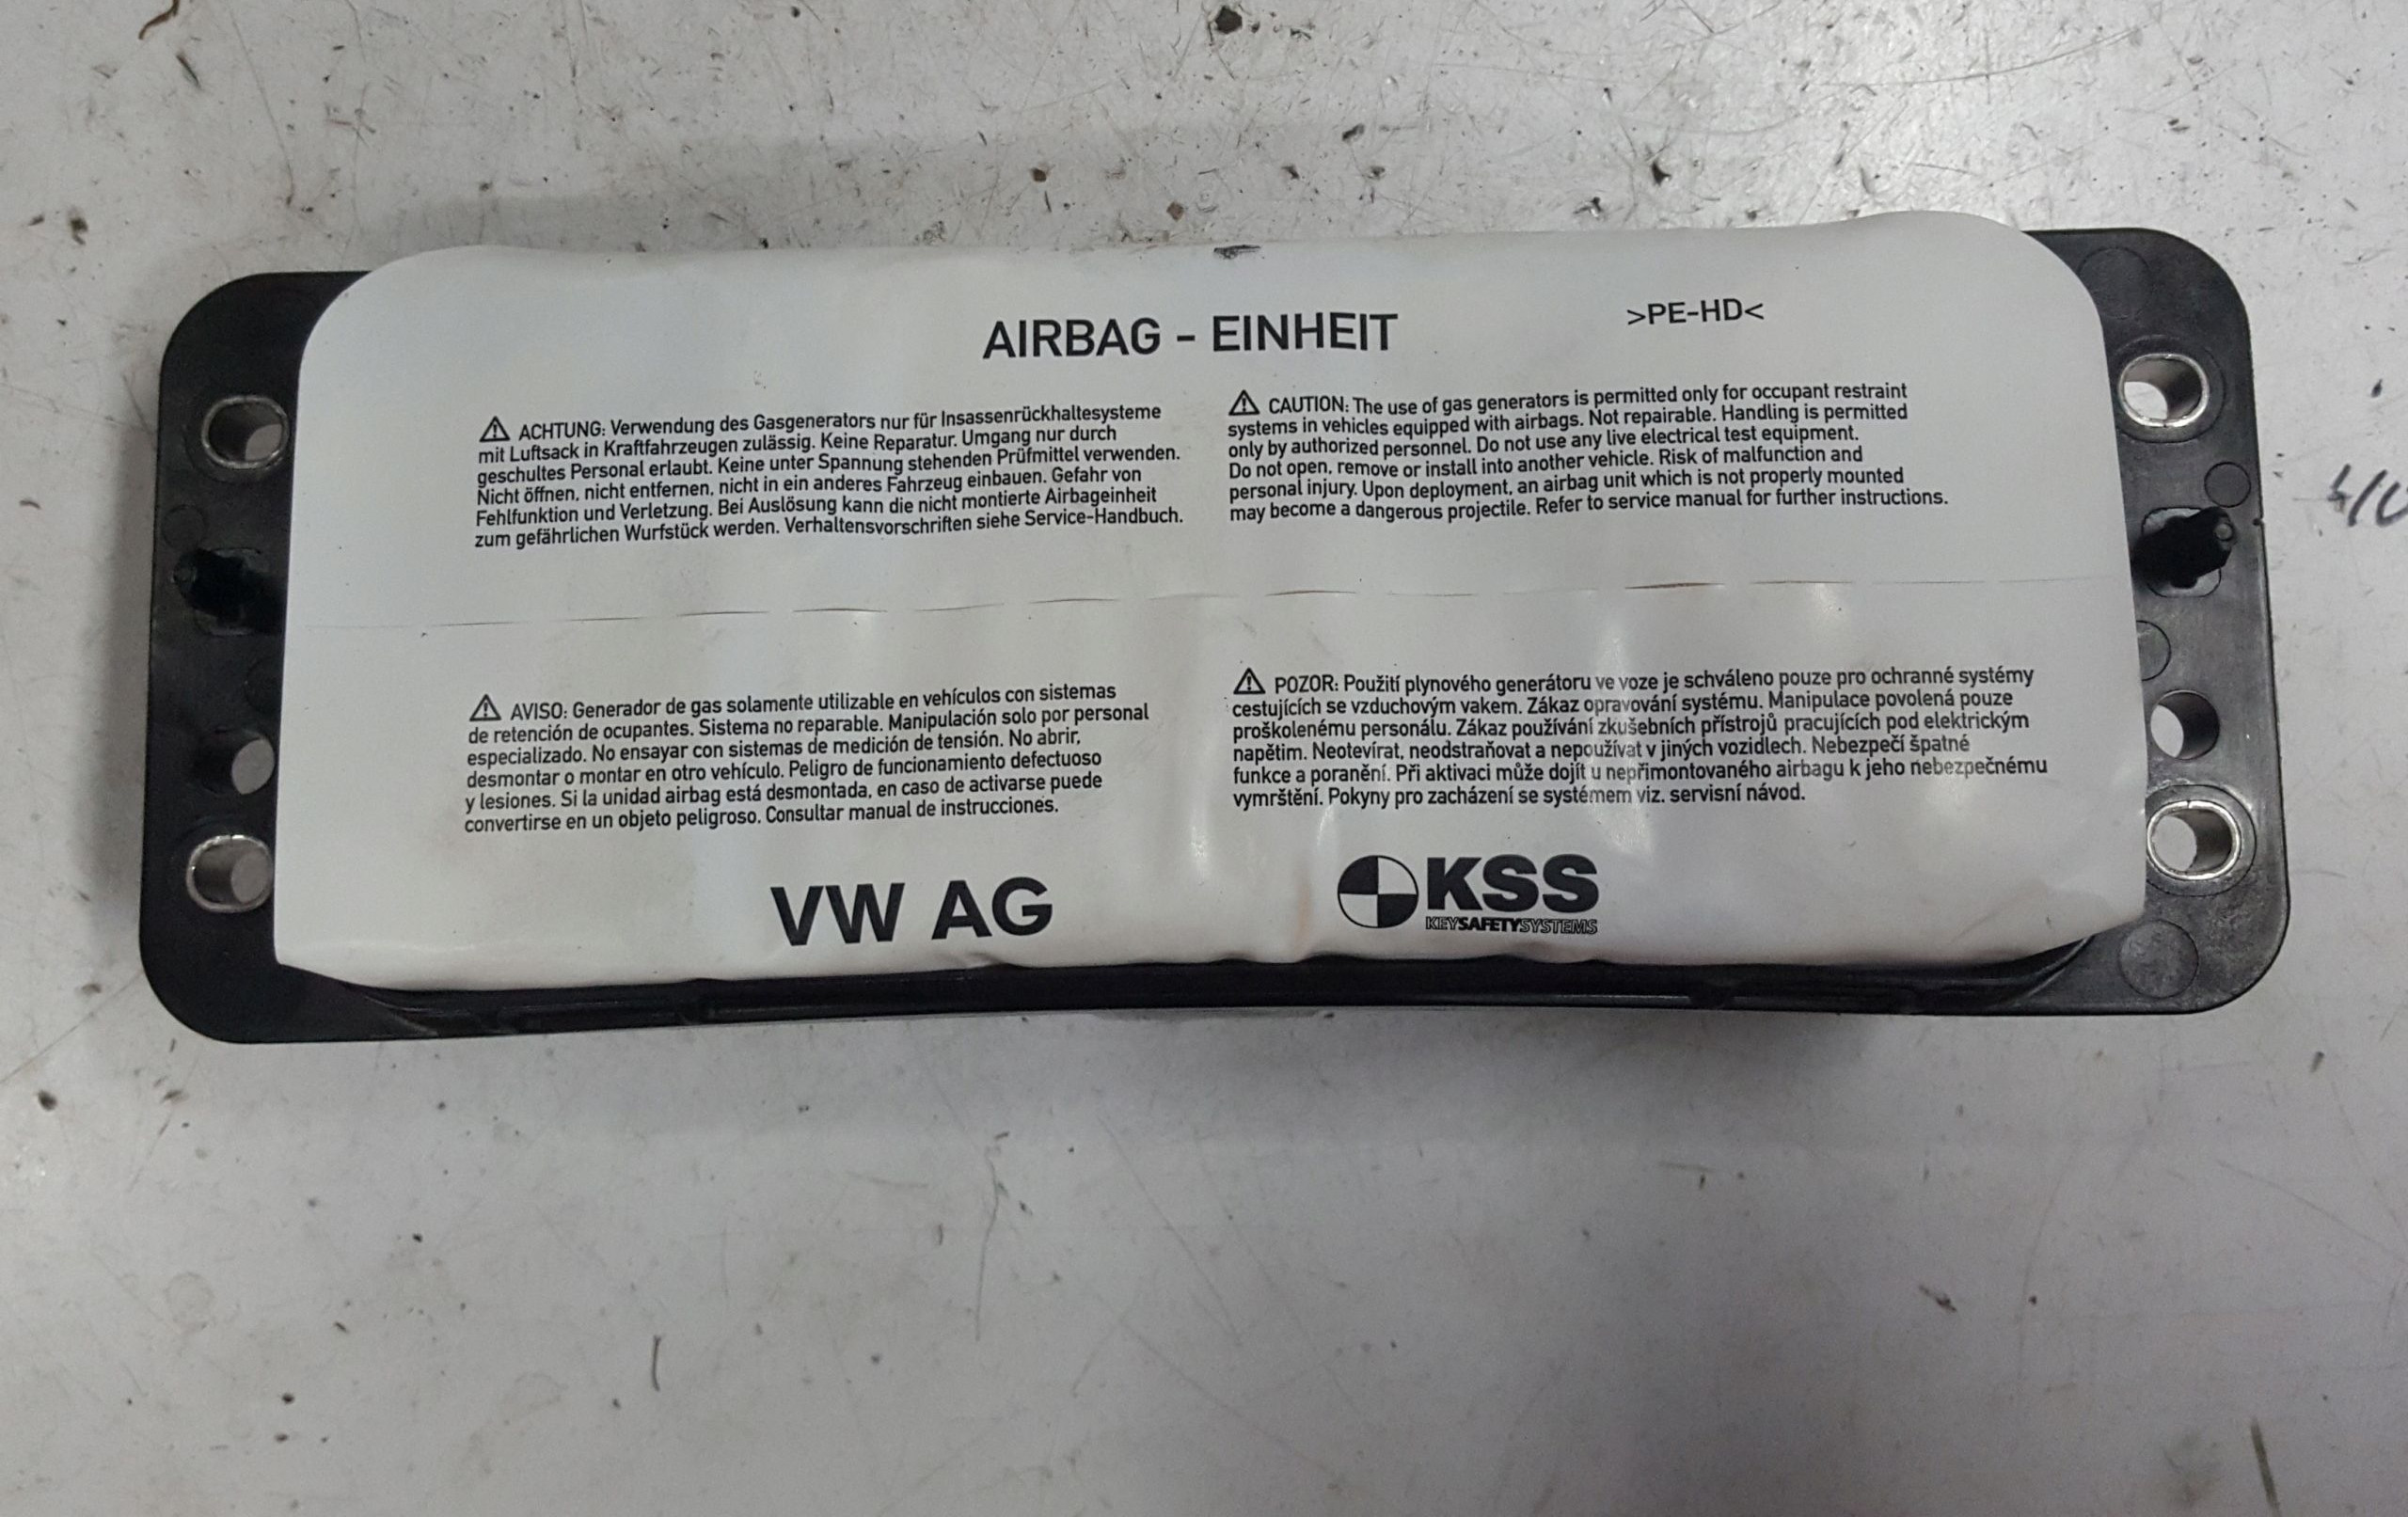 AIRBAG - EINHEIT
>PE-HD<
⚠ ACHTUNG: Verwendung des Gasgenerators nur für Insassenrückhaltesysteme
mit Luftsack in Kraftfahrzeugen zulässig. Keine Reparatur. Umgang nur durch
geschultes Personal erlaubt. Keine unter Spannung stehenden Prüfmittel verwenden.
Nicht öffnen, nicht entfernen, nicht in ein anderes Fahrzeug einbauen. Gefahr von
Fehlfunktion und Verletzung. Bei Auslösung kann die nicht montierte Airbageinheit
zum gefährlichen Wurfstück werden. Verhaltensvorschriften siehe Service-Handbuch.
⚠ CAUTION: The use of gas generators is permitted only for occupant restraint
systems in vehicles equipped with airbags. Not repairable. Handling is permitted
only by authorized personnel. Do not use any live electrical test equipment.
Do not open, remove or install into another vehicle. Risk of malfunction and
personal injury. Upon deployment, an airbag unit which is not properly mounted
may become a dangerous projectile. Refer to service manual for further instructions.
⚠ AVISO: Generador de gas solamente utilizable en vehículos con sistemas
de retención de ocupantes. Sistema no reparable. Manipulación solo por personal
especializado. No ensayar con sistemas de medición de tensión. No abrir,
desmontar o montar en otro vehículo. Peligro de funcionamiento defectuoso
y lesiones. Si la unidad airbag está desmontada, en caso de activarse puede
convertirse en un objeto peligroso. Consultar manual de instrucciones.
⚠ POZOR: Použití plynového generátoru ve voze je schváleno pouze pro ochranné systémy
cestujících se vzduchovým vakem. Zákaz opravování systému. Manipulace povolená pouze
proškolenému personálu. Zákaz používání zkušebních přístrojů pracujících pod elektrickým
napětim. Neotevírat, neodstraňovat a nepoužívat v jiných vozidlech. Nebezpečí špatné
funkce a poranění. Při aktivaci může dojít u nepřimontovaného airbagu k jeho nebezpečnému
vymrštění. Pokyny pro zacházení se systémem viz. servisní návod.
VW AG
KSS
KEYSAFETYSYSTEMS